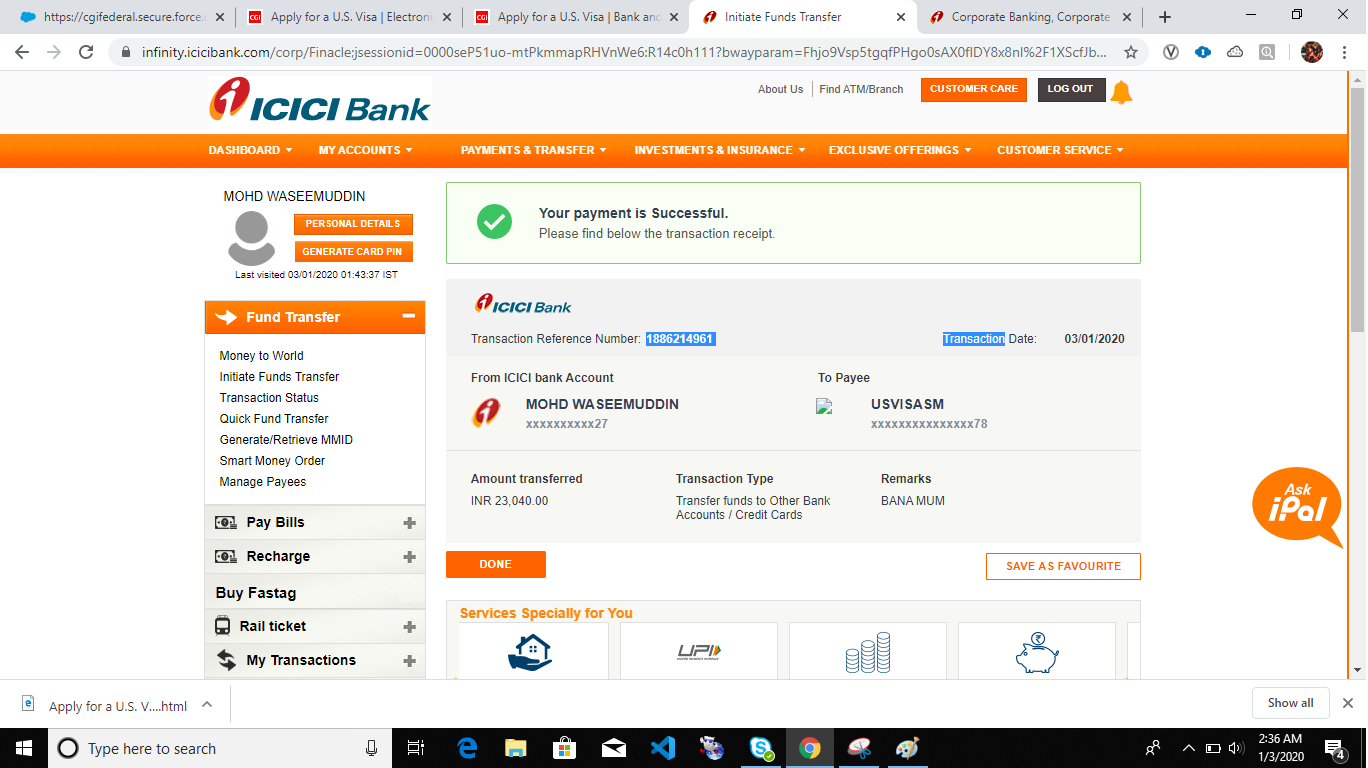 https://cgifederal.secure.force.c
Apply for a U.S. Visa | Electroni
Apply for a U.S. Visa | Bank and
Initiate Funds Transfer
Corporate Banking, Corporate
infinity.icicibank.com/corp/Finacle;jsessionid=0000seP51uo-mtPkmmapRHVnWe6:R14c0h111?bwayparam=Fhjo9Vsp5tgqfPHgo0sAX0fIDY8x8nI%2F1XScfJb...
ICICI Bank
About Us
Find ATM/Branch
CUSTOMER CARE
LOG OUT
DASHBOARD
MY ACCOUNTS
PAYMENTS & TRANSFER
INVESTMENTS & INSURANCE
EXCLUSIVE OFFERINGS
CUSTOMER SERVICE
MOHD WASEEMUDDIN
PERSONAL DETAILS
GENERATE CARD PIN
Last visited 03/01/2020 01:43:37 IST
Fund Transfer
Money to World
Initiate Funds Transfer
Transaction Status
Quick Fund Transfer
Generate/Retrieve MMID
Smart Money Order
Manage Payees
Pay Bills
Recharge
Buy Fastag
Rail ticket
My Transactions
Your payment is Successful.
Please find below the transaction receipt.
ICICI Bank
Transaction Reference Number: 1886214961
Transaction Date: 03/01/2020
From ICICI bank Account
To Payee
MOHD WASEEMUDDIN
xxxxxxxxxx27
USVISASM
xxxxxxxxxxxxxxx78
Amount transferred
Transaction Type
Remarks
INR 23,040.00
Transfer funds to Other Bank
Accounts / Credit Cards
BANA MUM
DONE
SAVE AS FAVOURITE
Services Specially for You
UPI
Ask
iPal
Apply for a U.S. V....html
Show all
Type here to search
2:36 AM
1/3/2020
4